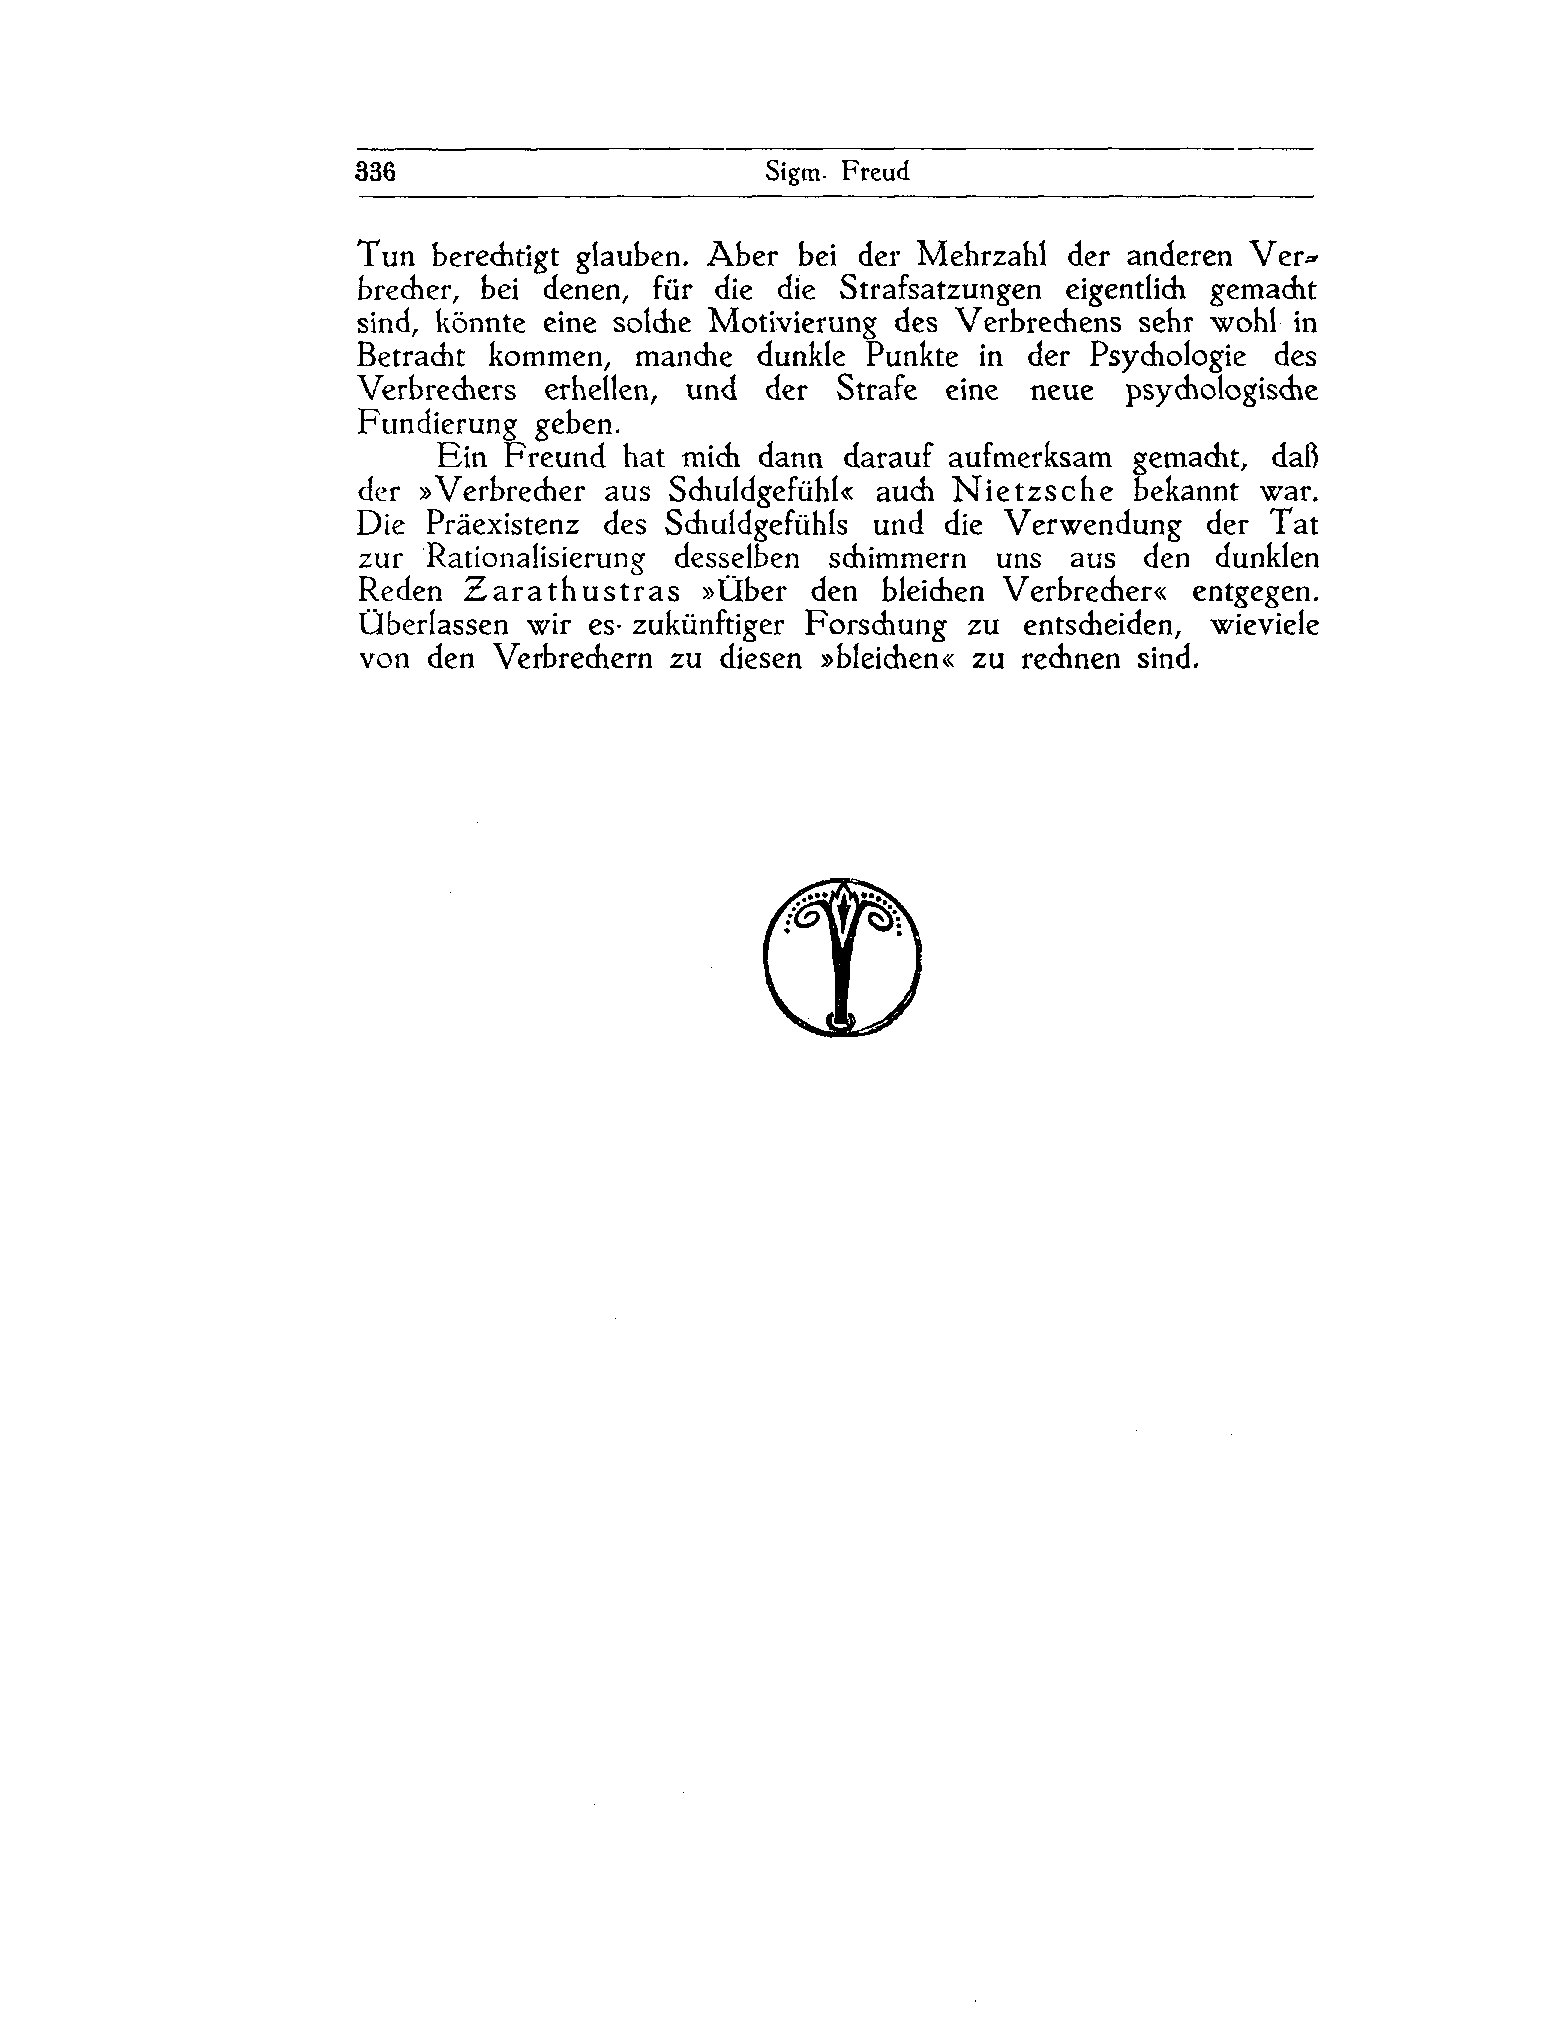 336 Sigm. Freud
Tun berechtigt glauben. Aber bei der Mehrzahl der anderen Ver-
brecher, bei denen, für die die Strafsatzungen eigentlich gemacht
sind, könnte eine solche Motivierung des Verbrechens sehr wohl in
Betracht kommen, manche dunkle Punkte in der Psychologie des
Verbrechers erhellen, und der Strafe eine neue psychologische
Fundierung geben.
Ein Freund hat mich dann darauf aufmerksam gemacht, daß
der »Verbrecher aus Schuldgefühl« auch Nietzsche bekannt war.
Die Präexistenz des Schuldgefühls und die Verwendung der Tat
zur Rationalisierung desselben schimmern uns aus den dunklen
Reden Zarathustras »Über den bleichen Verbrecher« entgegen.
Überlassen wir es zukünftiger Forschung zu entscheiden, wieviele
von den Verbrechern zu diesen »bleichen« zu rechnen sind.